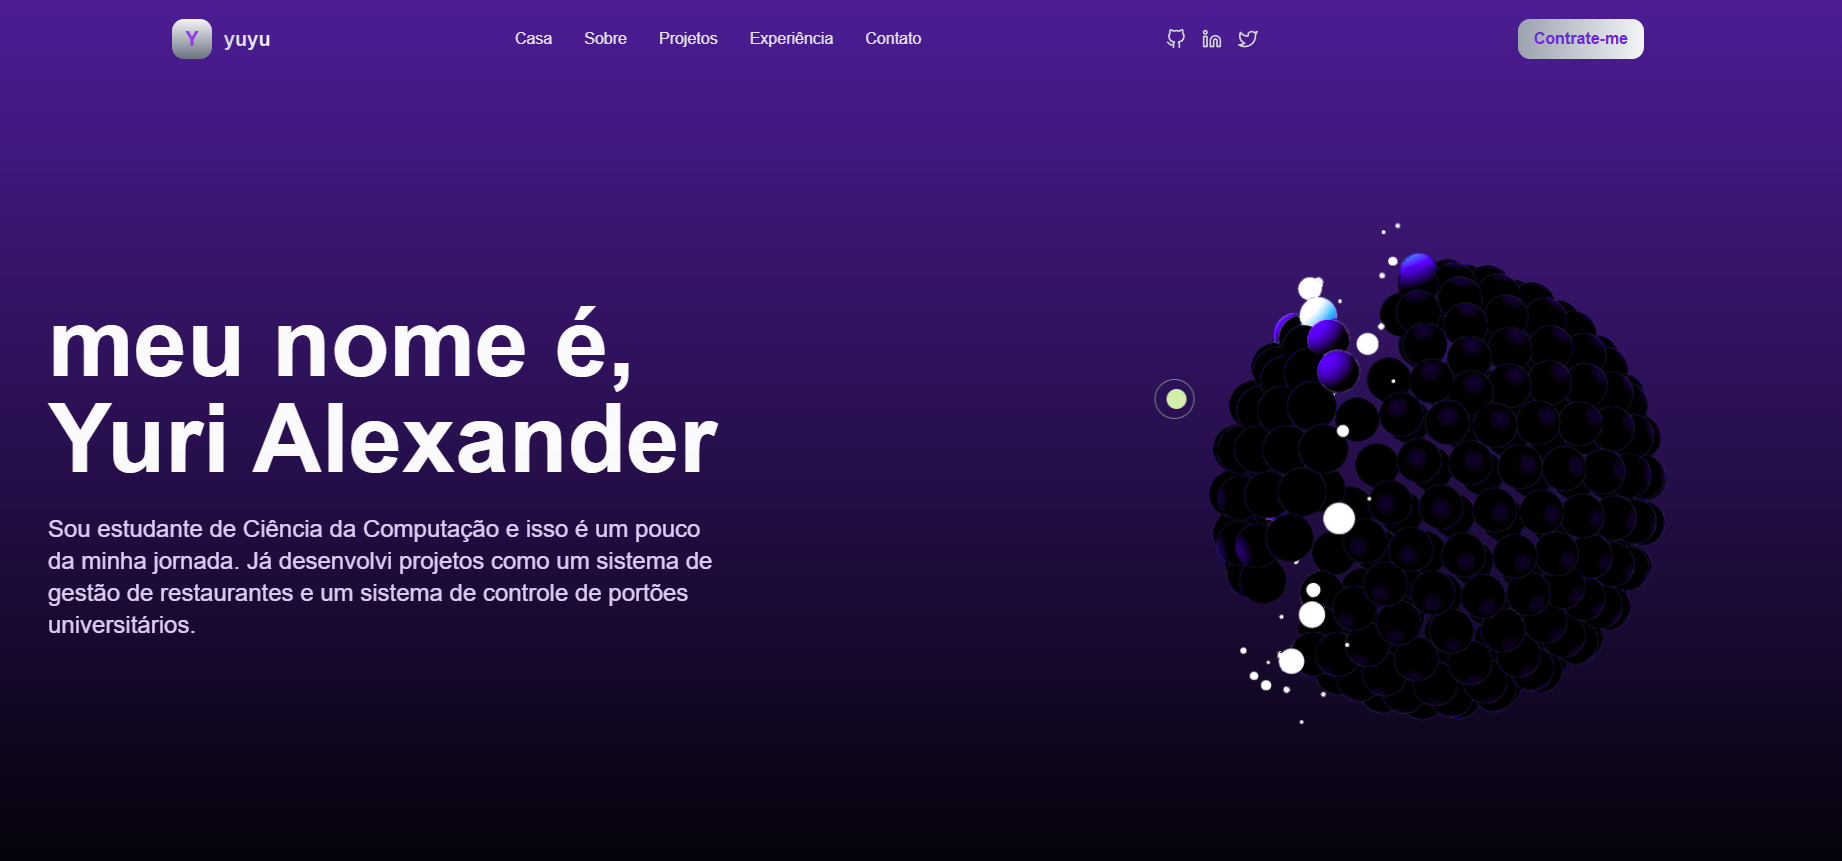 Y yuyu
Casa Sobre Projetos Experiência Contato
Contrate-me
meu nome é,
Yuri Alexander
Sou estudante de Ciência da Computação e isso é um pouco
da minha jornada. Já desenvolvi projetos como um sistema de
gestão de restaurantes e um sistema de controle de portões
universitários.